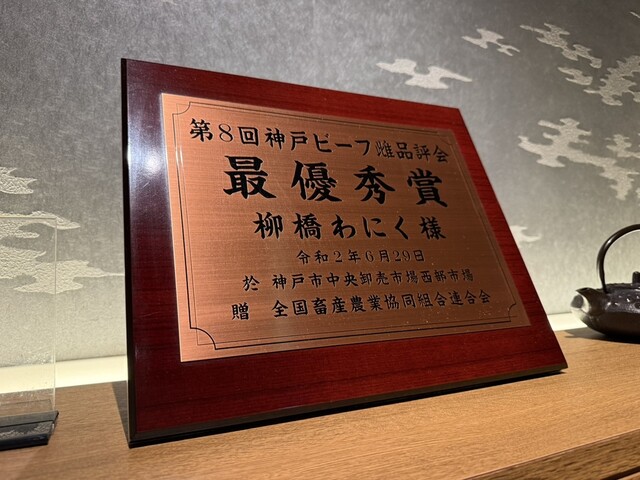 第8回神戸ビーフ雌品評会
最優秀賞
柳橋わにく様
令和2年6月29日
於 神戸市中央卸売市場西部市場
贈 全国畜産農業協同組合連合会